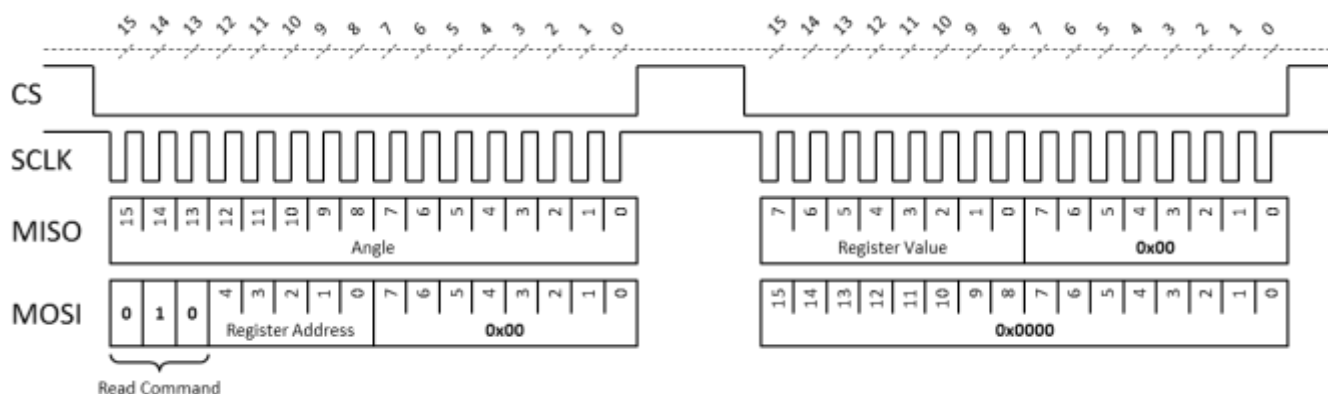 15 14 13 12 11 10 9 8 7 6 5 4 3 2 1 0 15 14 13 12 11 10 9 8 7 6 5 4 3 2 1 0
CS
SCLK
MISO 15 14 13 12 11 10 9 8 7 6 5 4 3 2 1 0 7 6 5 4 3 2 1 0 7 6 5 4 3 2 1 0
Angle Register Value 0x00
MOSI 0 1 0 4 3 2 1 0 7 6 5 4 3 2 1 0 15 14 13 12 11 10 9 8 7 6 5 4 3 2 1 0
Register Address 0x00 0x0000
Read Command